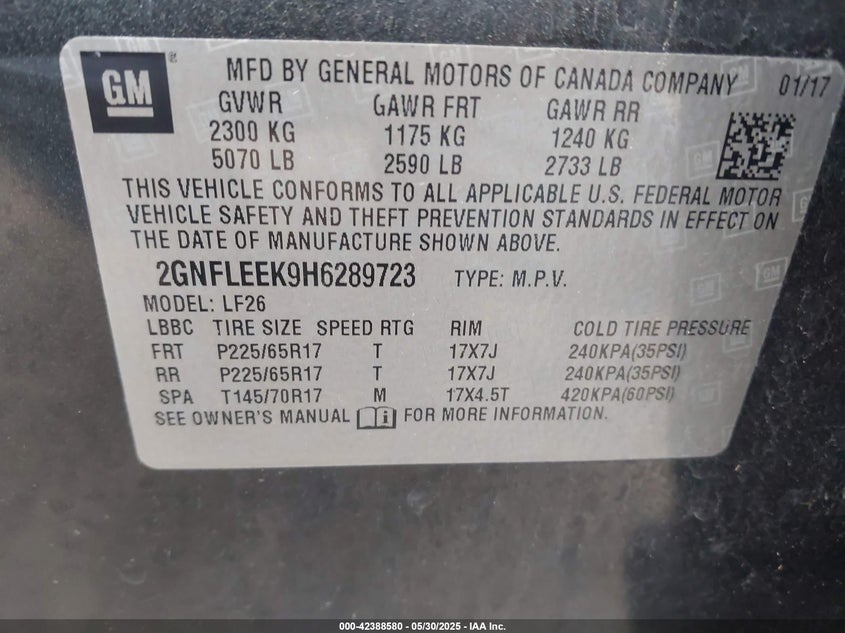 GM
MFD BY GENERAL MOTORS OF CANADA COMPANY 01/17
GVWR GAWR FRT GAWR RR
2300 KG 1175 KG 1240 KG
5070 LB 2590 LB 2733 LB
THIS VEHICLE CONFORMS TO ALL APPLICABLE U.S. FEDERAL MOTOR
VEHICLE SAFETY AND THEFT PREVENTION STANDARDS IN EFFECT ON
THE DATE OF MANUFACTURE SHOWN ABOVE.
2GNFLEEK9H6289723 TYPE: M.P.V.
MODEL: LF26
LBBC TIRE SIZE SPEED RTG RIM COLD TIRE PRESSURE
FRT P225/65R17 T 17X7J 240KPA(35PSI)
RR P225/65R17 T 17X7J 240KPA(35PSI)
SPA T145/70R17 M 17X4.5T 420KPA(60PSI)
SEE OWNER'S MANUAL FOR MORE INFORMATION.
000-42388580 — 05/30/2025 — IAA Inc.